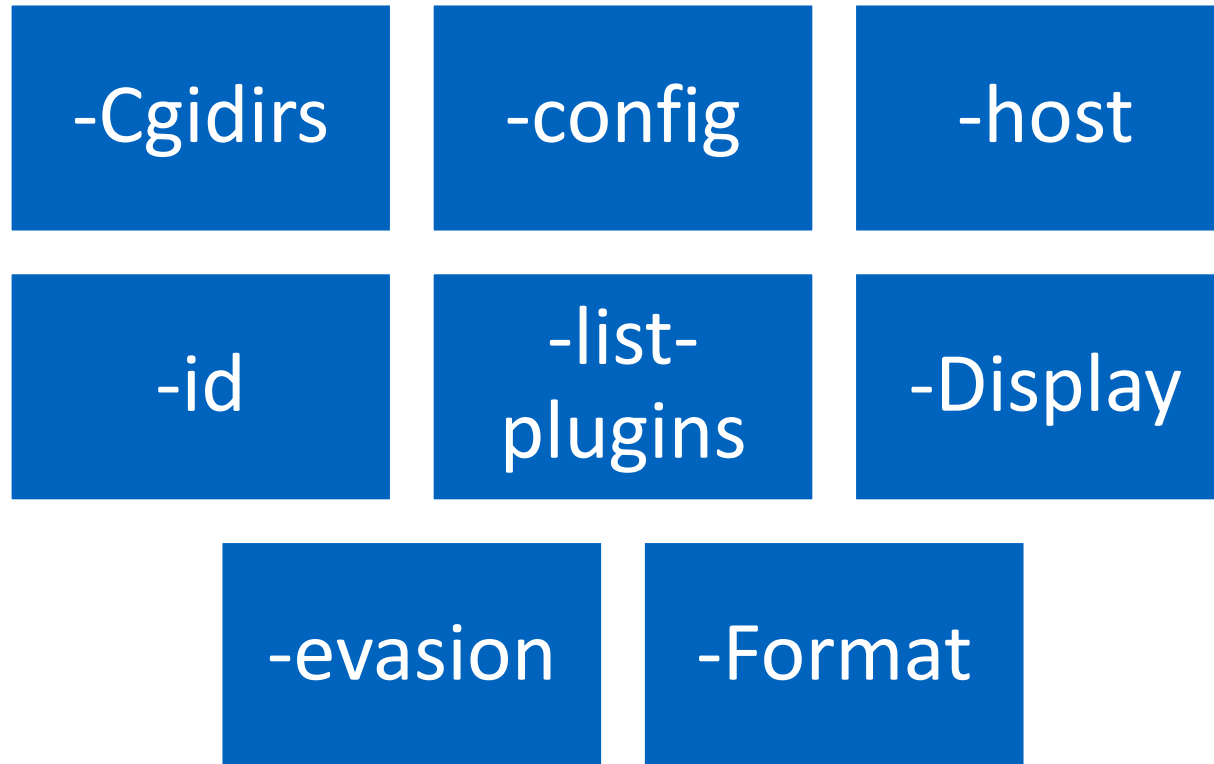 -Cgidirs
-config
-host
-id
-list-
plugins
-Display
-evasion
-Format